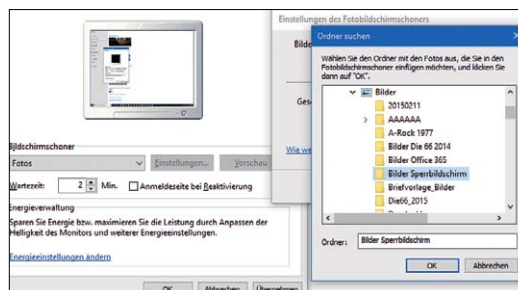 Einstellungen des Fotobildschirmschoners
Ordner suchen
Wählen Sie den Ordner mit den Fotos aus, die Sie in den
Fotobildschirmschoner einfügen möchten, und klicken Sie
dann auf "OK".
Bilder
20150211
AAAAAA
A-Rock 1977
Bilder Die 66 2014
Bilder Office 365
Bilder Sperrbildschirm
Briefvorlage_Bilder
Die66_2015
Ordner: Bilder Sperrbildschirm
OK Abbrechen
Bilde
Gesc
Wie we
Bildschirmschoner
Fotos Einstellungen... Vorschau
Wartezeit: 2 Min. Anmeldeseite bei Reaktivierung
Energieverwaltung
Sparen Sie Energie bzw. maximieren Sie die Leistung durch Anpassen der
Helligkeit des Monitors und weiterer Energieeinstellungen.
Energieeinstellungen ändern
OK Abbrechen Übernehmen